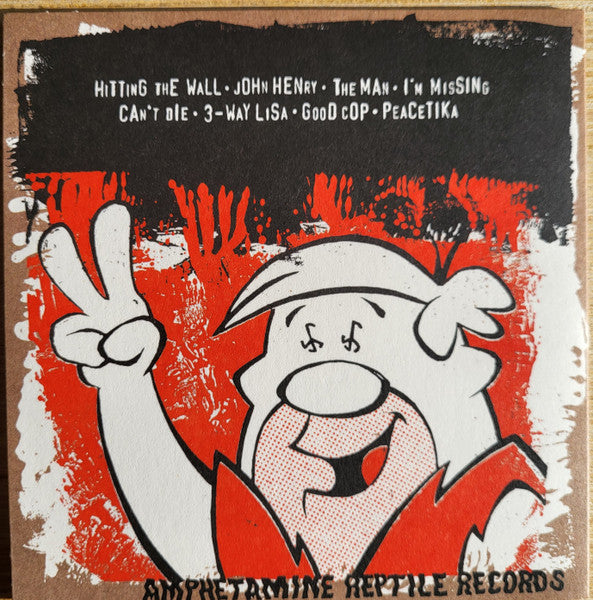 HITTING THE WALL · JOHN HENRY · THE MAN · I'M MISSING
CAN'T DIE · 3-WAY LISA · GOOD COP · PEACETIKA
AMPHETAMINE REPTILE RECORDS